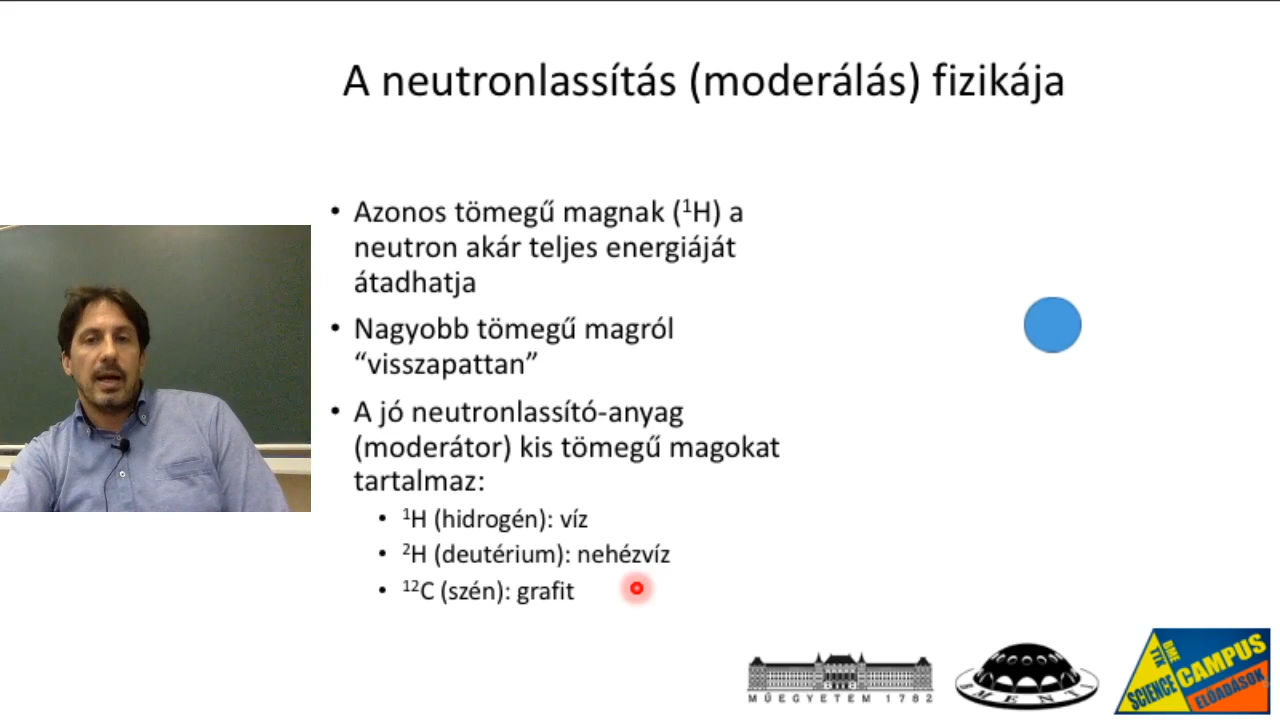 A neutronlassítás (moderálás) fizikája
• Azonos tömegű magnak (¹H) a
neutron akár teljes energiáját
átadhatja
• Nagyobb tömegű magról
“visszapattan”
• A jó neutronlassító-anyag
(moderátor) kis tömegű magokat
tartalmaz:
• ¹H (hidrogén): víz
• ²H (deutérium): nehézvíz
• ¹²C (szén): grafit
MŰEGYETEM 1782
BME
TTK
SCIENCE
CAMPUS
ELŐADÁSOK